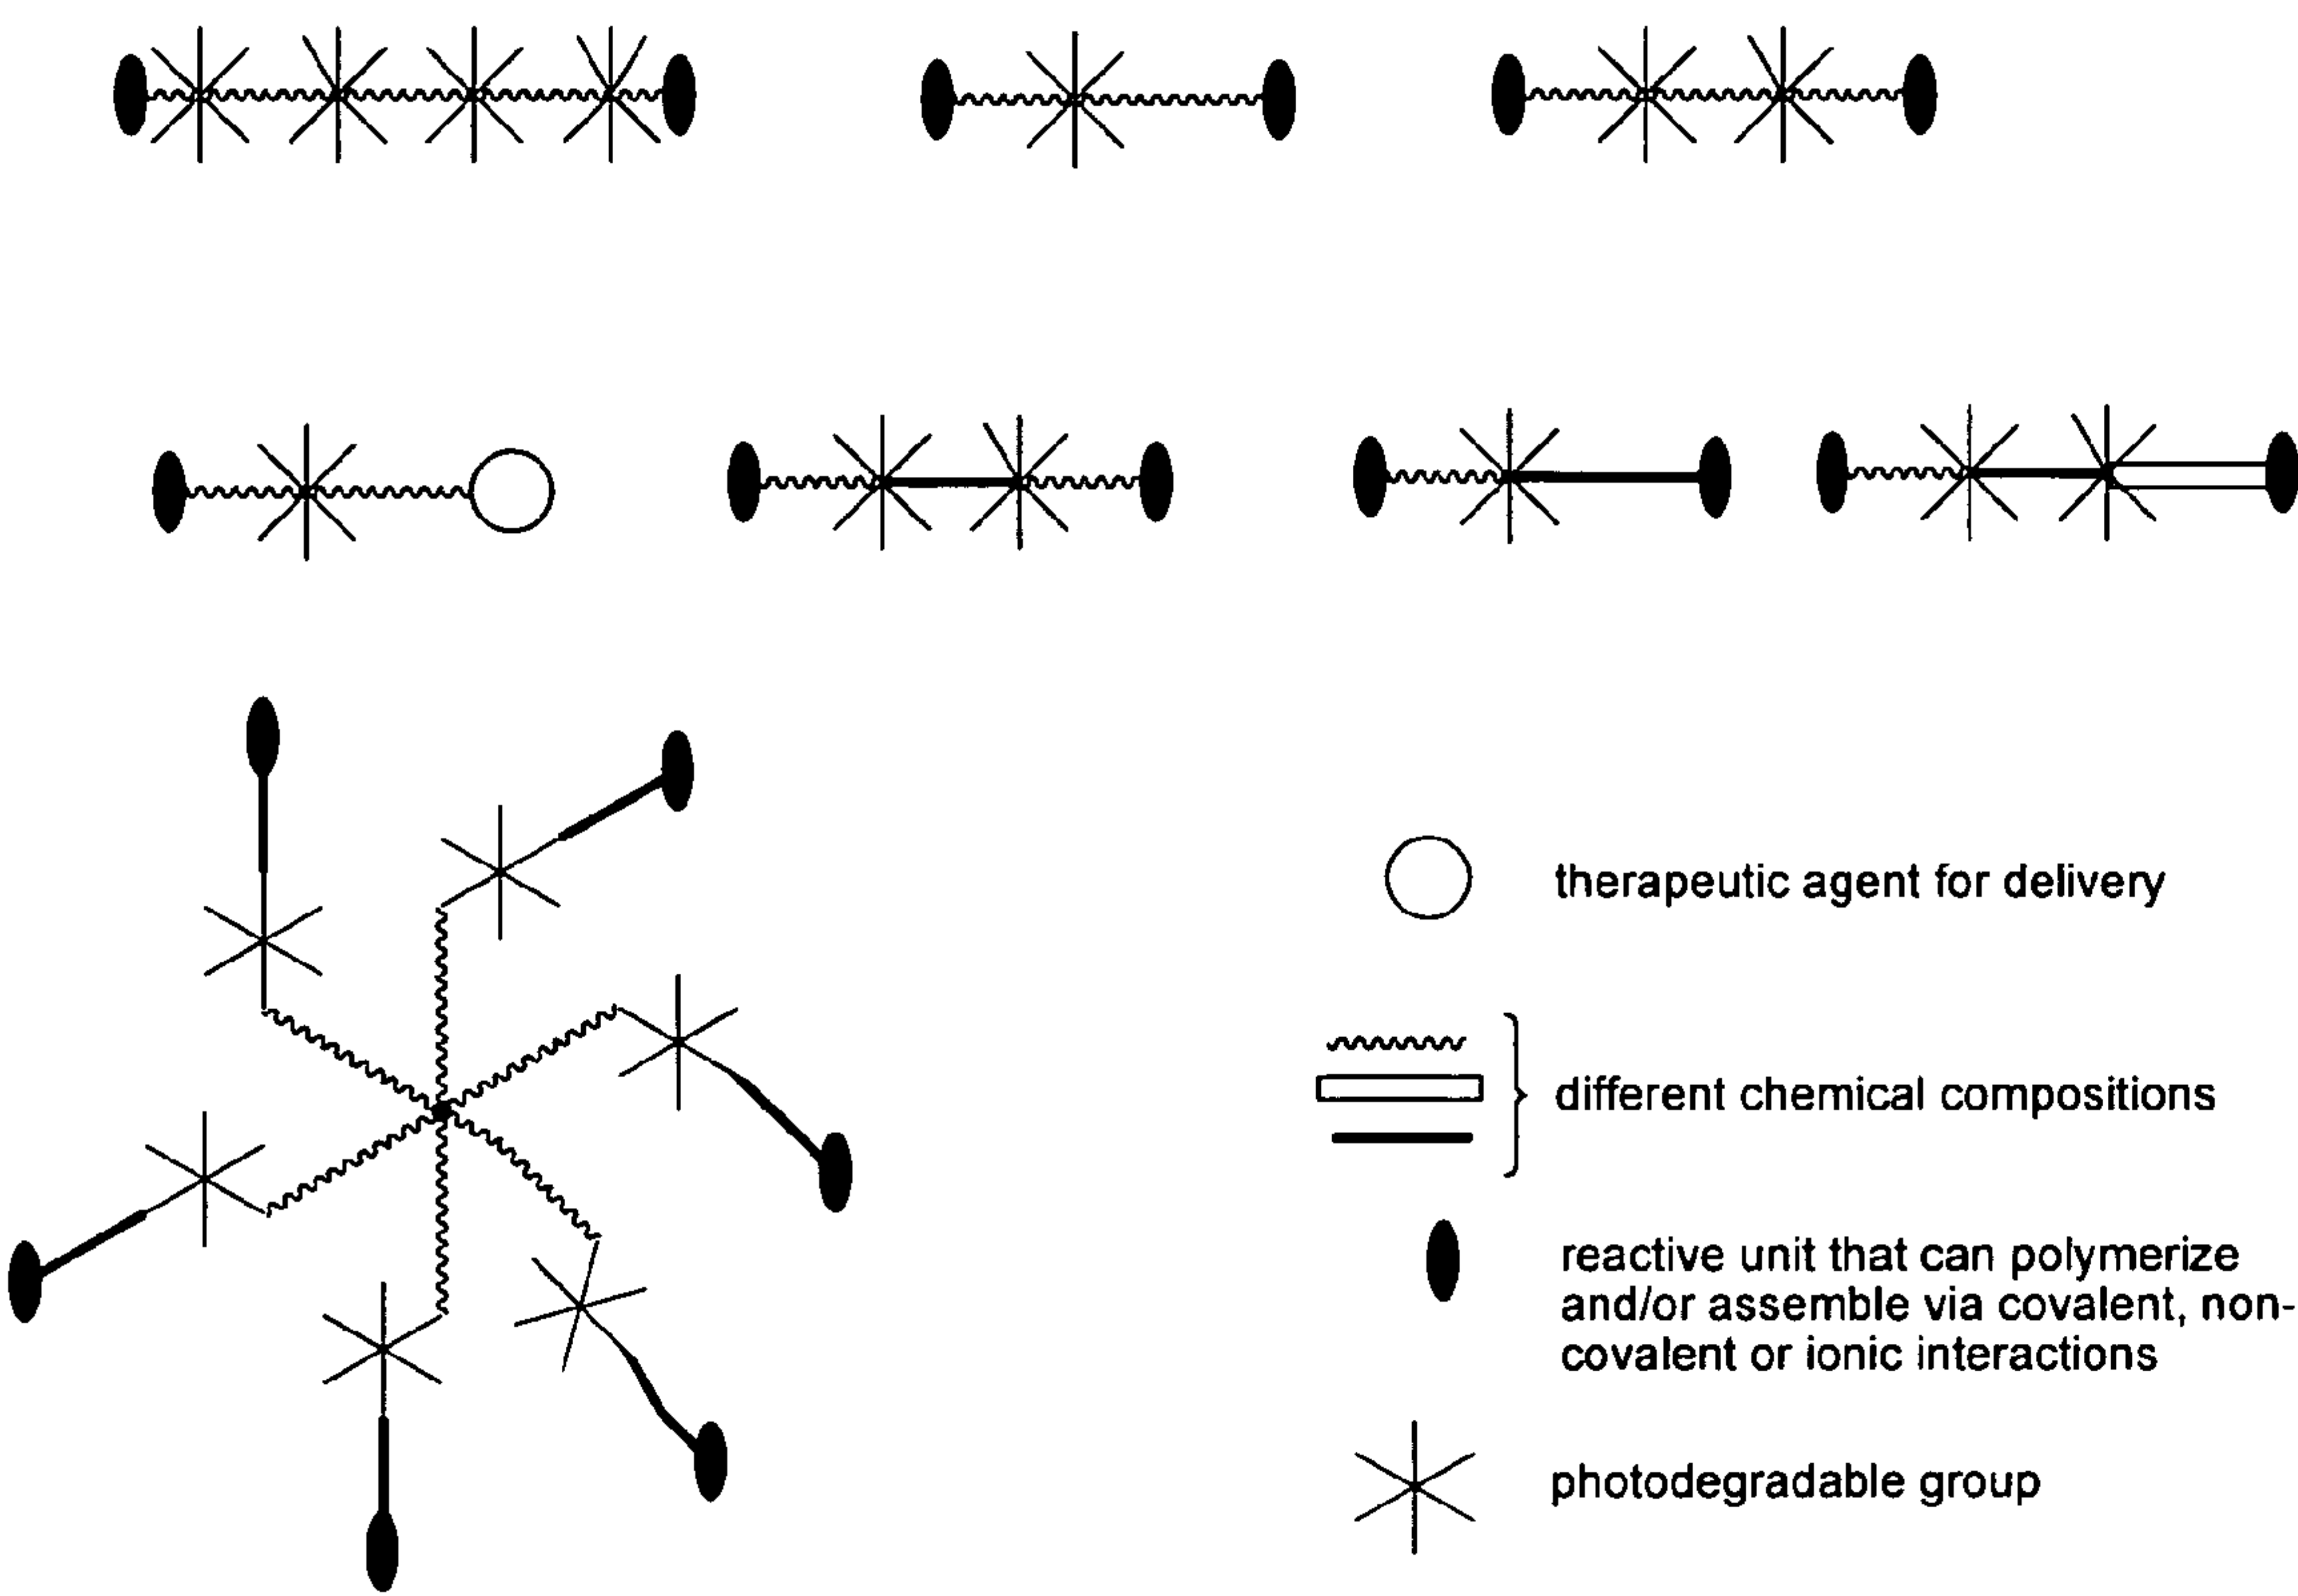 therapeutic agent for delivery
different chemical compositions
reactive unit that can polymerize
and/or assemble via covalent, non-
covalent or ionic interactions
photodegradable group